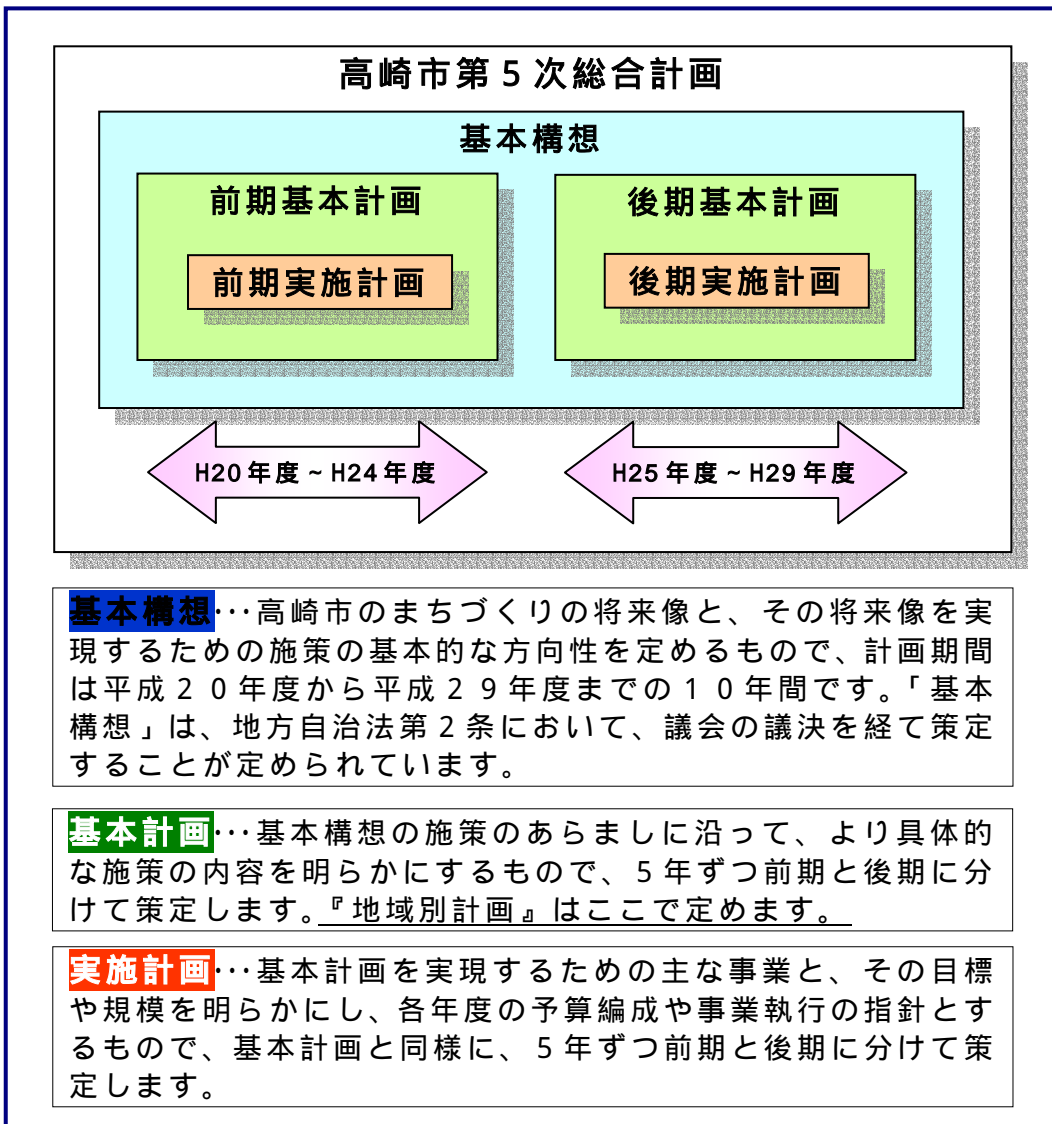 高崎市第５次総合計画
基本構想
前期基本計画
後期基本計画
前期実施計画
後期実施計画
H20年度～H24年度
H25年度～H29年度
基本構想…高崎市のまちづくりの将来像と、その将来像を実
現するための施策の基本的な方向性を定めるもので、計画期間
は平成２０年度から平成２９年度までの１０年間です。「基本
構想」は、地方自治法第２条において、議会の議決を経て策定
することが定められています。
基本計画…基本構想の施策のあらましに沿って、より具体的
な施策の内容を明らかにするもので、５年ずつ前期と後期に分
けて策定します。『地域別計画』はここで定めます。
実施計画…基本計画を実現するための主な事業と、その目標
や規模を明らかにし、各年度の予算編成や事業執行の指針とす
るもので、基本計画と同様に、５年ずつ前期と後期に分けて策
定します。